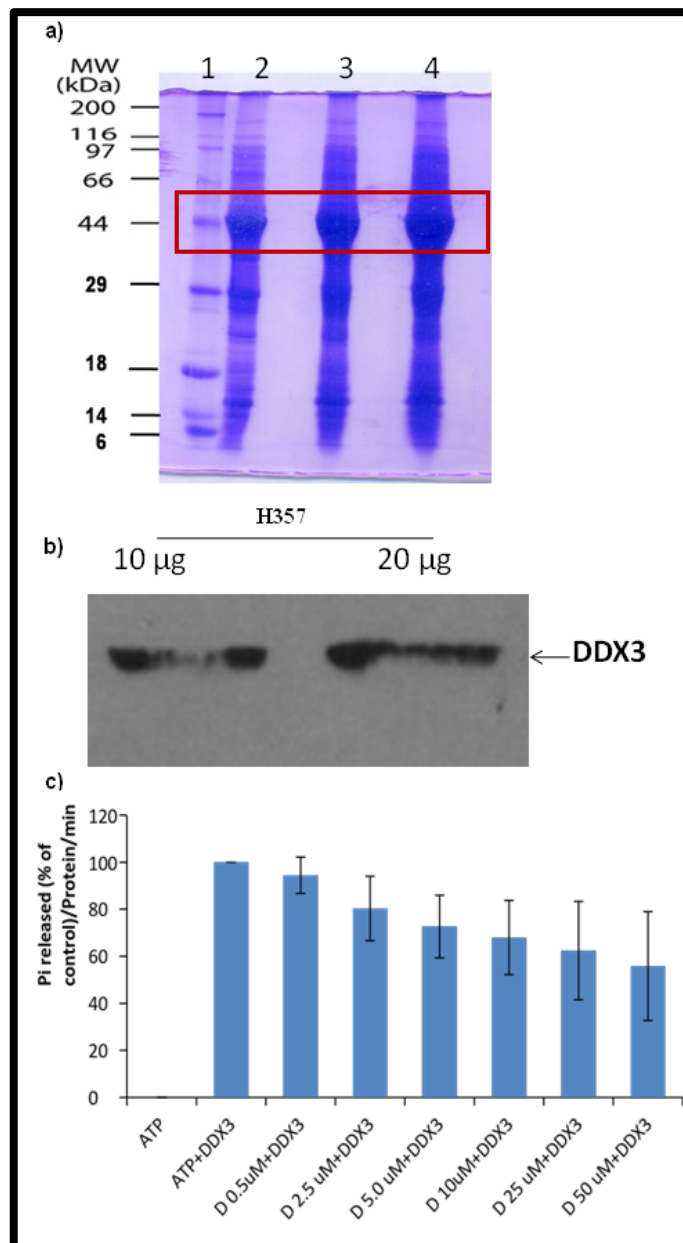 a)
MW
(kDa)
1 2 3 4
200
116
97
66
44
29
18
14
6
H357
b)
10 µg 20 µg
DDX3
c)
Pi released (% of
control)/Protein/min
120
100
80
60
40
20
0
ATP
ATP+DDX3
D 0.5uM+DDX3
D 2.5 uM+DDX3
D 5.0 uM+DDX3
D 10uM+DDX3
D 25 uM+DDX3
D 50 uM+DDX3